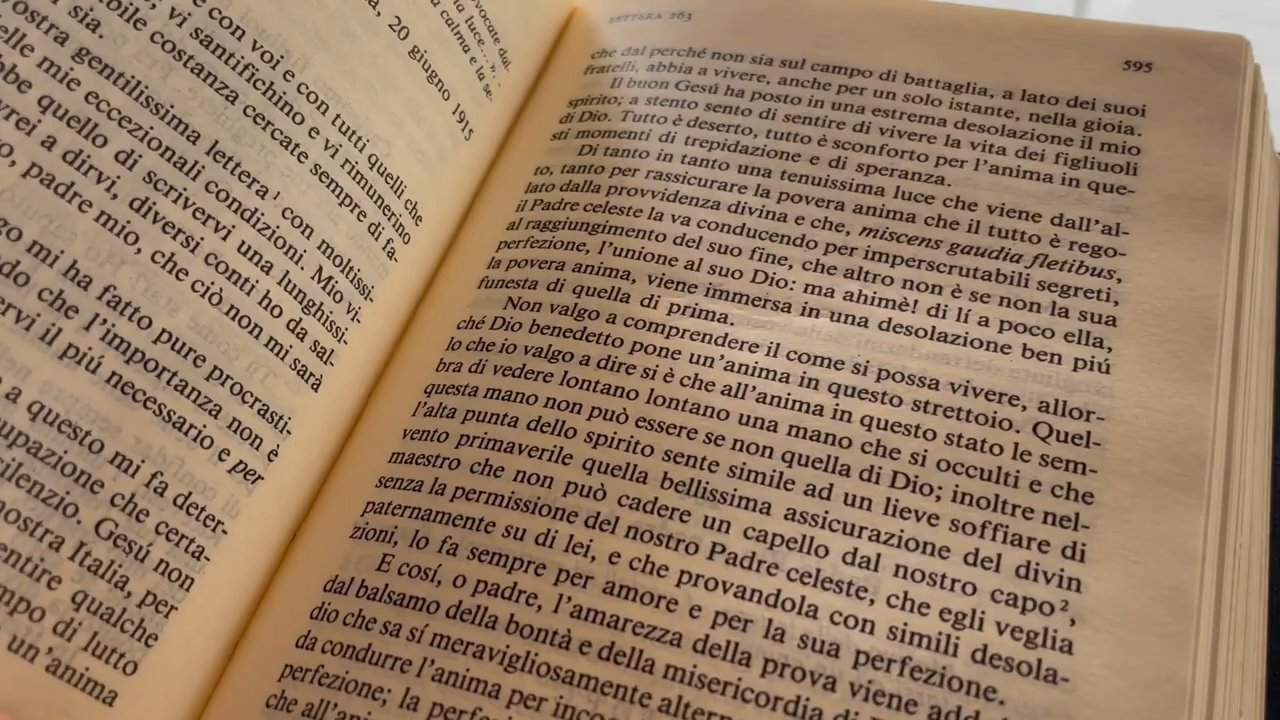 la luce...».
calma e la se-
20 giugno 1915
e con voi e con tutti quelli che
vi santifichino e vi rimunerino
costanza cercate sempre di fa-
sia.
gentilissima lettera¹ con moltissi-
mie eccezionali condizioni. Mio vi-
quello di scrivervi una lunghissi-
a dirvi, diversi conti ho da sal-
padre mio, che ciò non mi sarà
mi ha fatto pure procrasti-
che l'importanza non è
il piú necessario e per
a questo mi fa deter-
che certa-
Gesú non
nostra Italia, per
qualche
di lutto
un'anima
LETTERA 263 595
che dal perché non sia sul campo di battaglia, a lato dei suoi
fratelli, abbia a vivere, anche per un solo istante, nella gioia.
Il buon Gesú ha posto in una estrema desolazione il mio
spirito; a stento sento di sentire di vivere la vita dei figliuoli
di Dio. Tutto è deserto, tutto è sconforto per l'anima in que-
sti momenti di trepidazione e di speranza.
Di tanto in tanto una tenuissima luce che viene dall'al-
to, tanto per rassicurare la povera anima che il tutto è rego-
lato dalla provvidenza divina e che, miscens gaudia fletibus,
il Padre celeste la va conducendo per imperscrutabili segreti,
al raggiungimento del suo fine, che altro non è se non la sua
perfezione, l'unione al suo Dio: ma ahimè! di lí a poco ella,
la povera anima, viene immersa in una desolazione ben piú
funesta di quella di prima.
Non valgo a comprendere il come si possa vivere, allor-
ché Dio benedetto pone un'anima in questo strettoio. Quel-
lo che io valgo a dire si è che all'anima in questo stato le sem-
bra di vedere lontano lontano una mano che si occulti e che
questa mano non può essere se non quella di Dio; inoltre nel-
l'alta punta dello spirito sente simile ad un lieve soffiare di
vento primaverile quella bellissima assicurazione del divin
maestro che non può cadere un capello dal nostro capo²,
senza la permissione del nostro Padre celeste, che egli veglia
paternamente su di lei, e che provandola con simili desola-
zioni, lo fa sempre per amore e per la sua perfezione.
E cosí, o padre, l'amarezza della prova viene
dal balsamo della bontà e della misericordia di
dio che sa sí meravigliosamente
da condurre l'anima per
perfezione; la
che